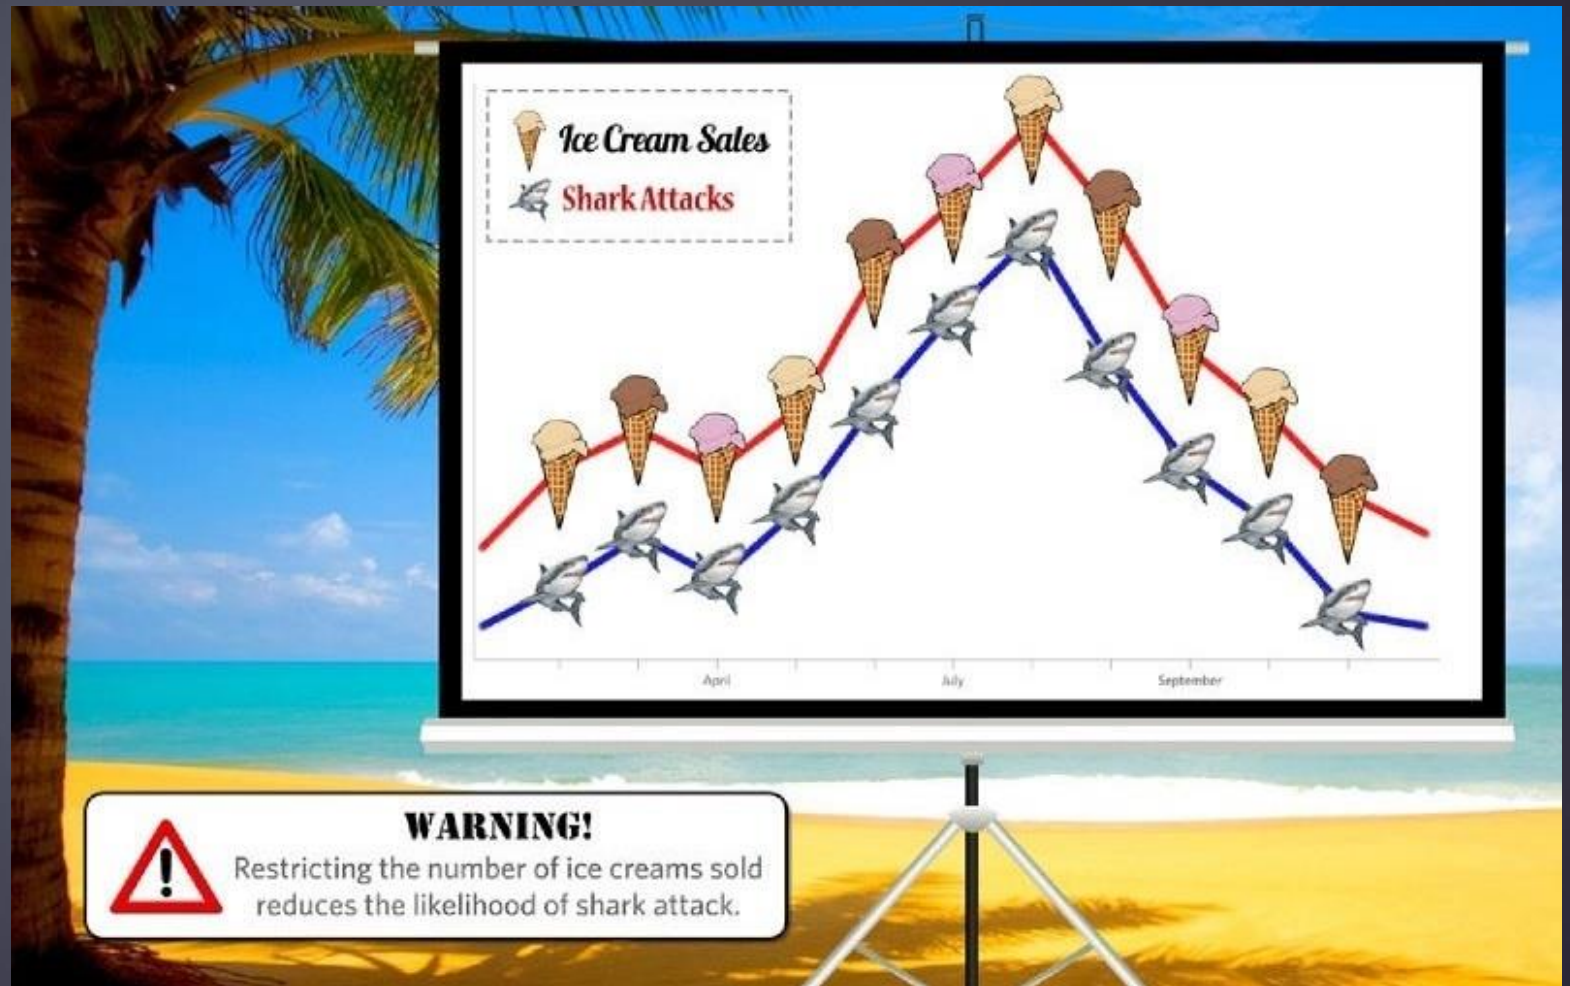 Ice Cream Sales
Shark Attacks
April July September
WARNING!
Restricting the number of ice creams sold
reduces the likelihood of shark attack.